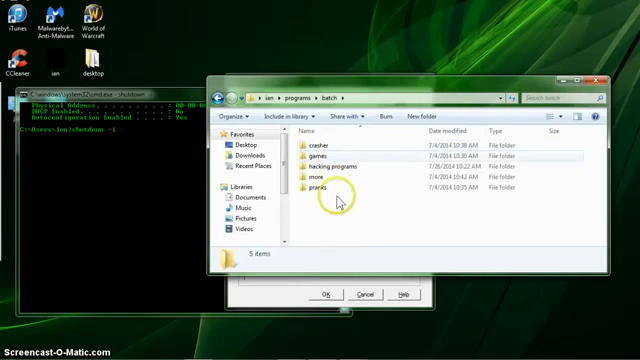 iTunes
Malwareb...
Anti-Malware
World of
Warcraft
CCleaner
ian
desktop
C:\windows\system32\cmd.exe - shutdown
Physical Address. . . . . . . . . : 00-00-0
DHCP Enabled. . . . . . . . . . . : No
Autoconfiguration Enabled . . . . : Yes
C:\Users\ian>shutdown -i
ian programs batch
Search batch
Organize Include in library Share with Burn New folder
Favorites
Desktop
Downloads
Recent Places
Libraries
Documents
Music
Pictures
Videos
Name Date modified Type
crasher 7/4/2014 10:38 AM File folder
games 7/4/2014 10:30 AM File folder
hacking programs 7/26/2014 10:22 AM File folder
more 7/4/2014 10:42 AM File folder
pranks 7/4/2014 10:35 AM File folder
5 items
OK Cancel Help
Screencast-O-Matic.com